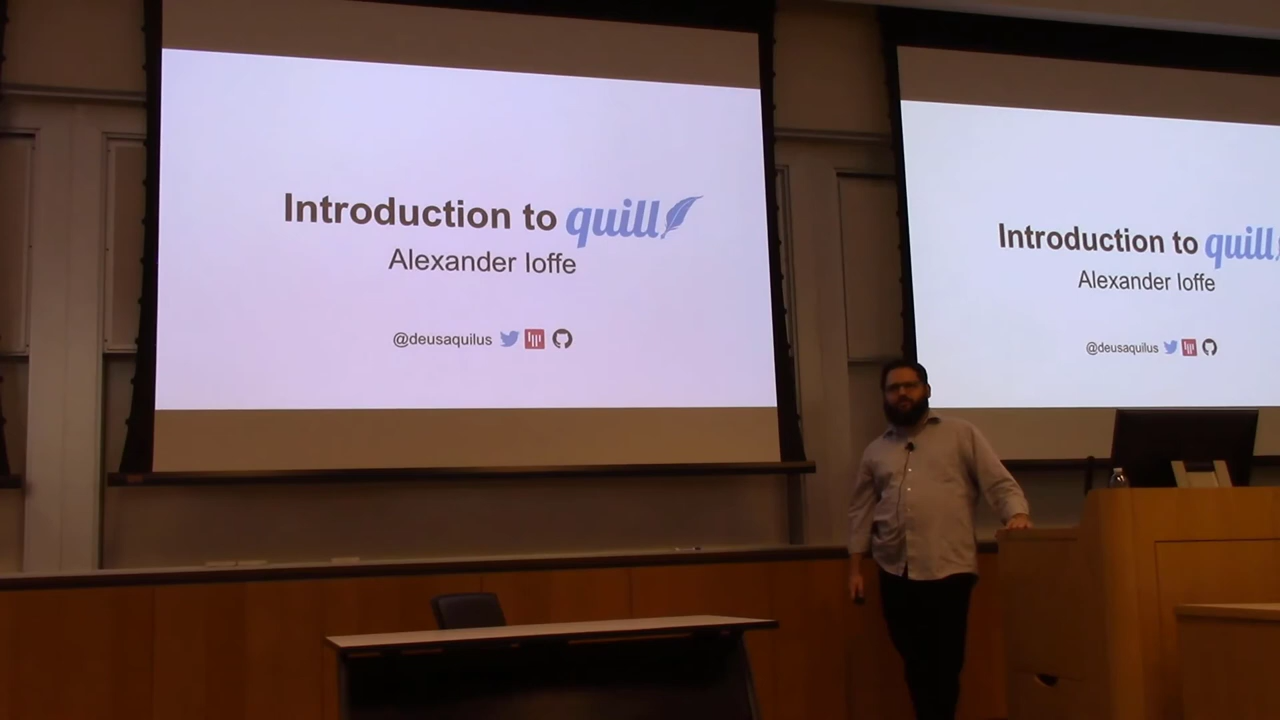 Introduction to quill
Alexander Ioffe
@deusaquilus
Introduction to quill
Alexander Ioffe
@deusaquilus